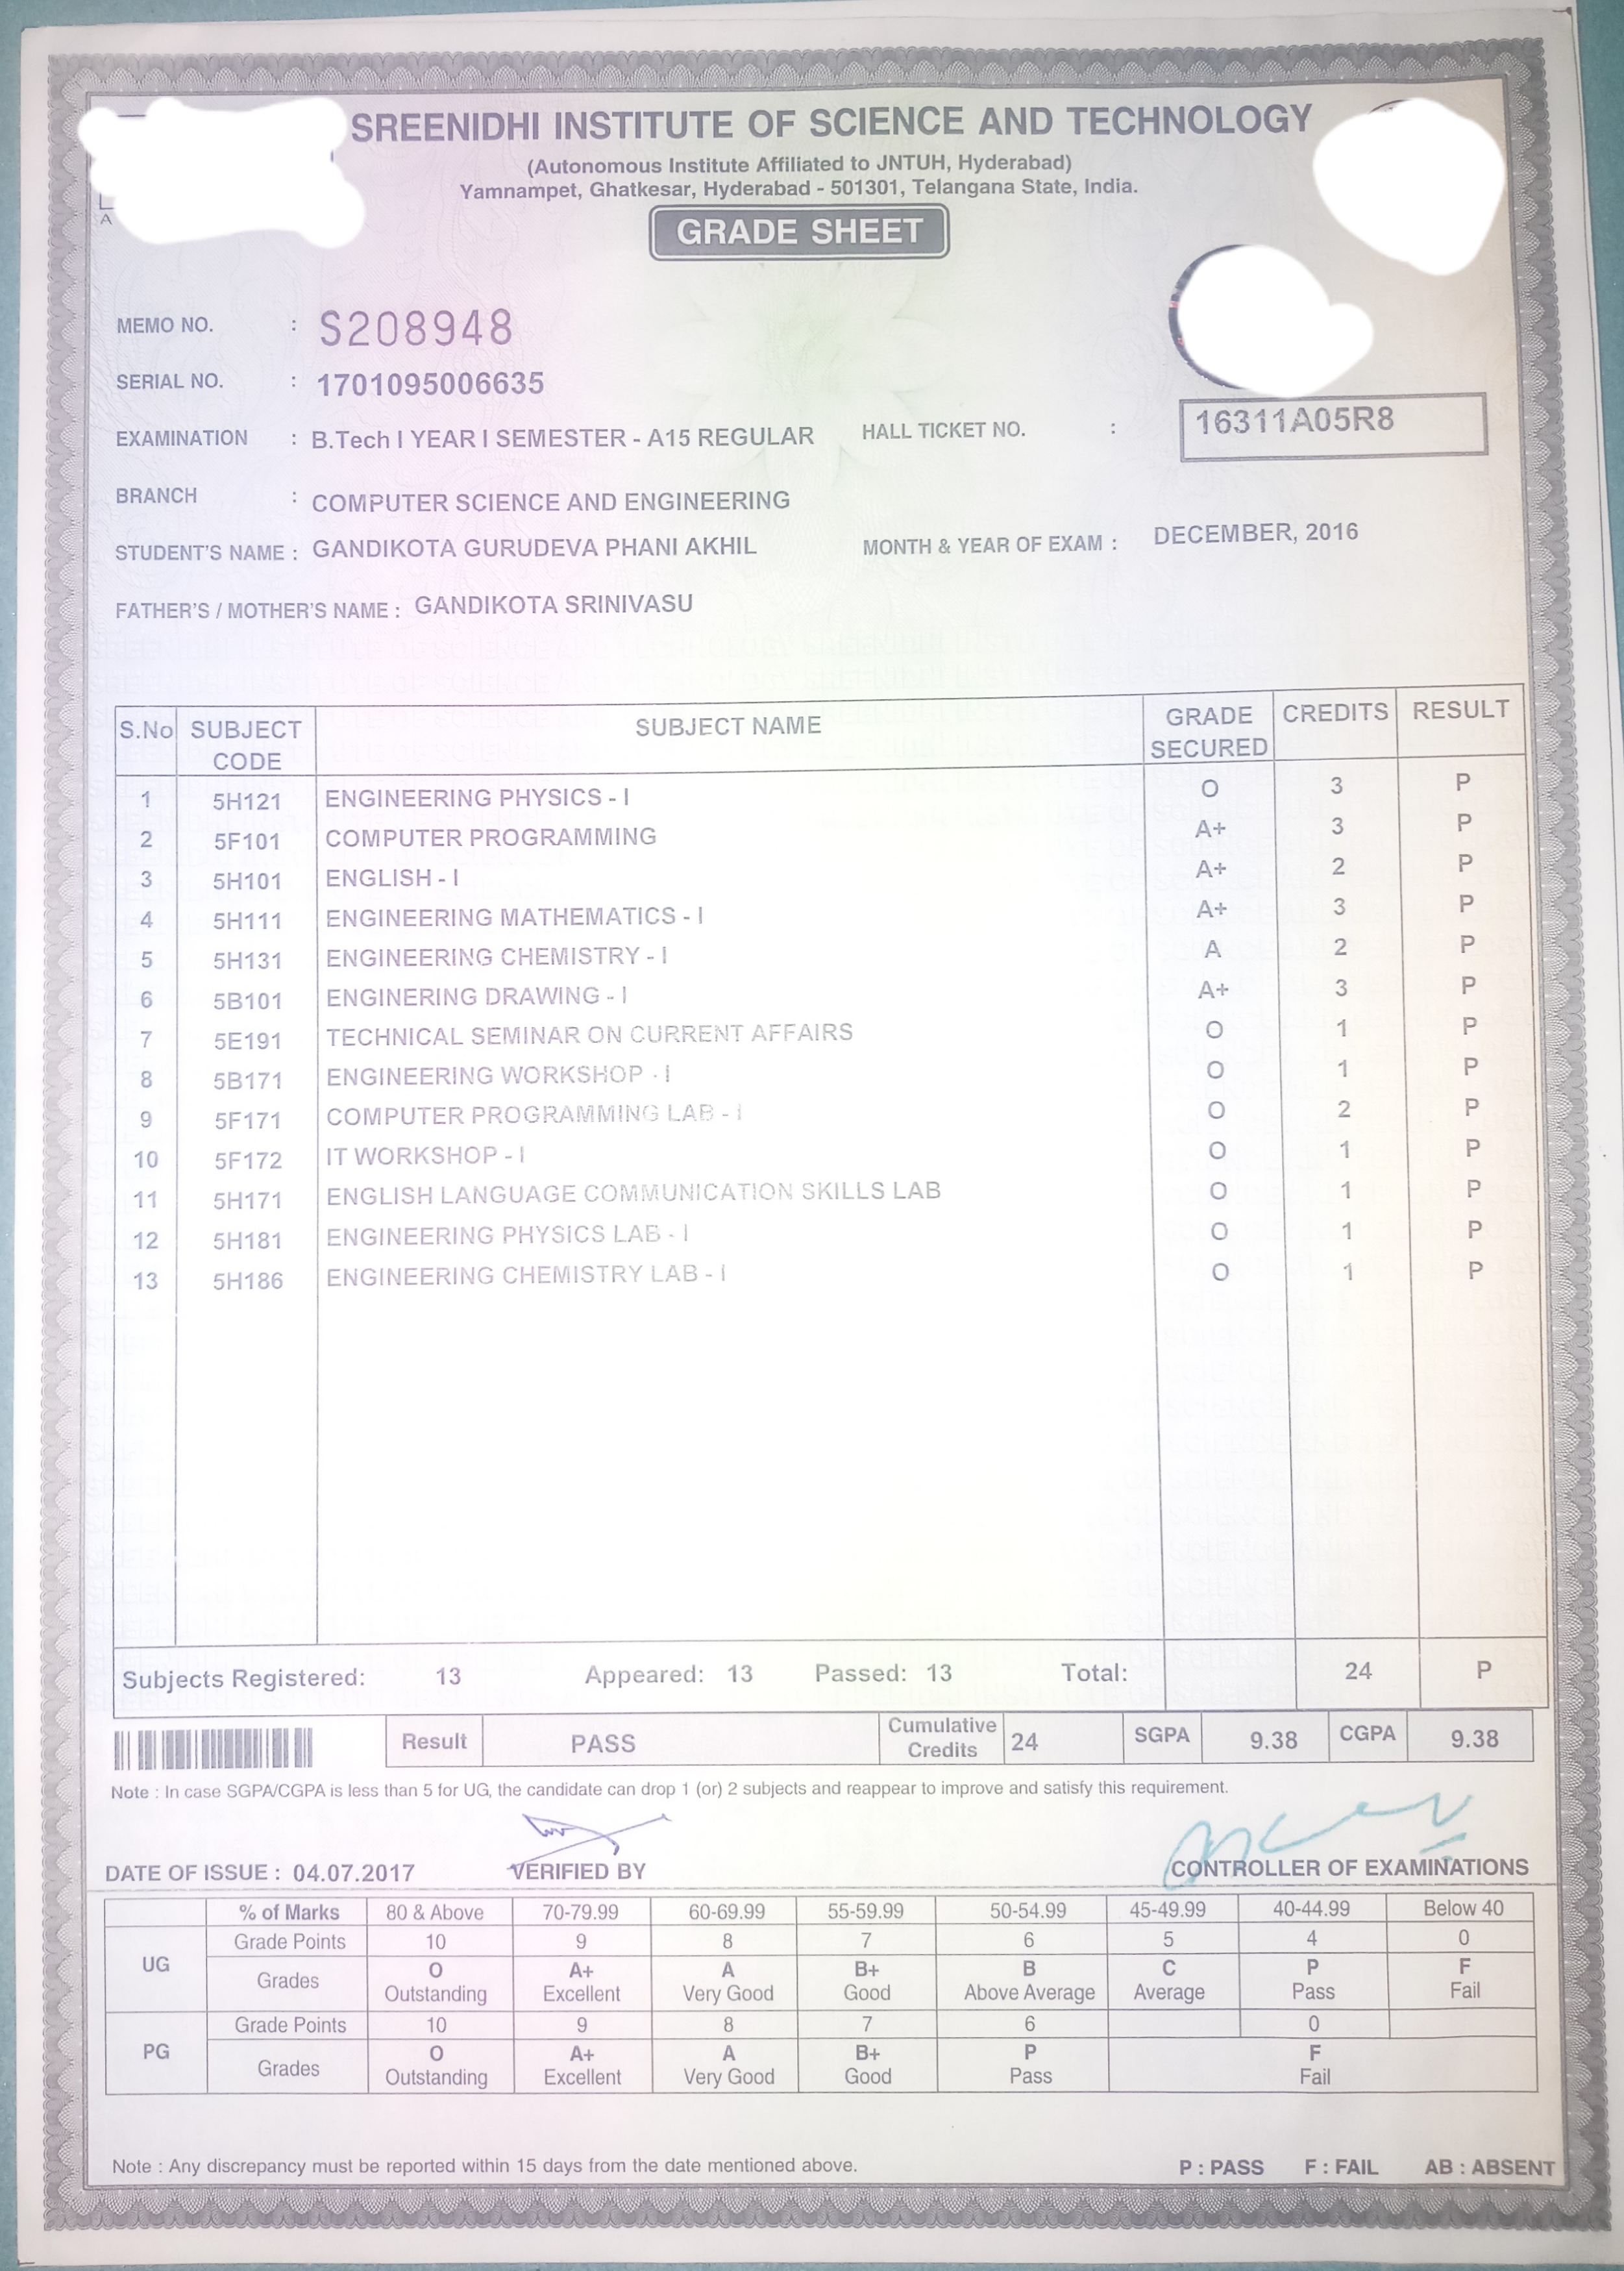 SREENIDHI INSTITUTE OF SCIENCE AND TECHNOLOGY
(Autonomous Institute Affiliated to JNTUH, Hyderabad)
Yamnampet, Ghatkesar, Hyderabad - 501301, Telangana State, India.
A
GRADE SHEET
MEMO NO. : S208948
SERIAL NO. : 1701095006635
EXAMINATION : B.Tech I YEAR I SEMESTER - A15 REGULAR HALL TICKET NO. : 16311A05R8
BRANCH : COMPUTER SCIENCE AND ENGINEERING
STUDENT'S NAME : GANDIKOTA GURUDEVA PHANI AKHIL MONTH & YEAR OF EXAM : DECEMBER, 2016
FATHER'S / MOTHER'S NAME : GANDIKOTA SRINIVASU
S.No SUBJECT CODE SUBJECT NAME GRADE SECURED CREDITS RESULT
1 5H121 ENGINEERING PHYSICS - I O 3 P
2 5F101 COMPUTER PROGRAMMING A+ 3 P
3 5H101 ENGLISH - I A+ 2 P
4 5H111 ENGINEERING MATHEMATICS - I A+ 3 P
5 5H131 ENGINEERING CHEMISTRY - I A 2 P
6 5B101 ENGINERING DRAWING - I A+ 3 P
7 5E191 TECHNICAL SEMINAR ON CURRENT AFFAIRS O 1 P
8 5B171 ENGINEERING WORKSHOP - I O 1 P
9 5F171 COMPUTER PROGRAMMING LAB - I O 2 P
10 5F172 IT WORKSHOP - I O 1 P
11 5H171 ENGLISH LANGUAGE COMMUNICATION SKILLS LAB O 1 P
12 5H181 ENGINEERING PHYSICS LAB - I O 1 P
13 5H186 ENGINEERING CHEMISTRY LAB - I O 1 P
Subjects Registered: 13 Appeared: 13 Passed: 13 Total: 24 P
Result PASS Cumulative Credits 24 SGPA 9.38 CGPA 9.38
Note : In case SGPA/CGPA is less than 5 for UG, the candidate can drop 1 (or) 2 subjects and reappear to improve and satisfy this requirement.
DATE OF ISSUE : 04.07.2017 VERIFIED BY CONTROLLER OF EXAMINATIONS
% of Marks 80 & Above 70-79.99 60-69.99 55-59.99 50-54.99 45-49.99 40-44.99 Below 40
UG Grade Points 10 9 8 7 6 5 4 0
Grades O Outstanding A+ Excellent A Very Good B+ Good B Above Average C Average P Pass F Fail
PG Grade Points 10 9 8 7 6 0
Grades O Outstanding A+ Excellent A Very Good B+ Good P Pass F Fail
Note : Any discrepancy must be reported within 15 days from the date mentioned above.
P : PASS F : FAIL AB : ABSENT